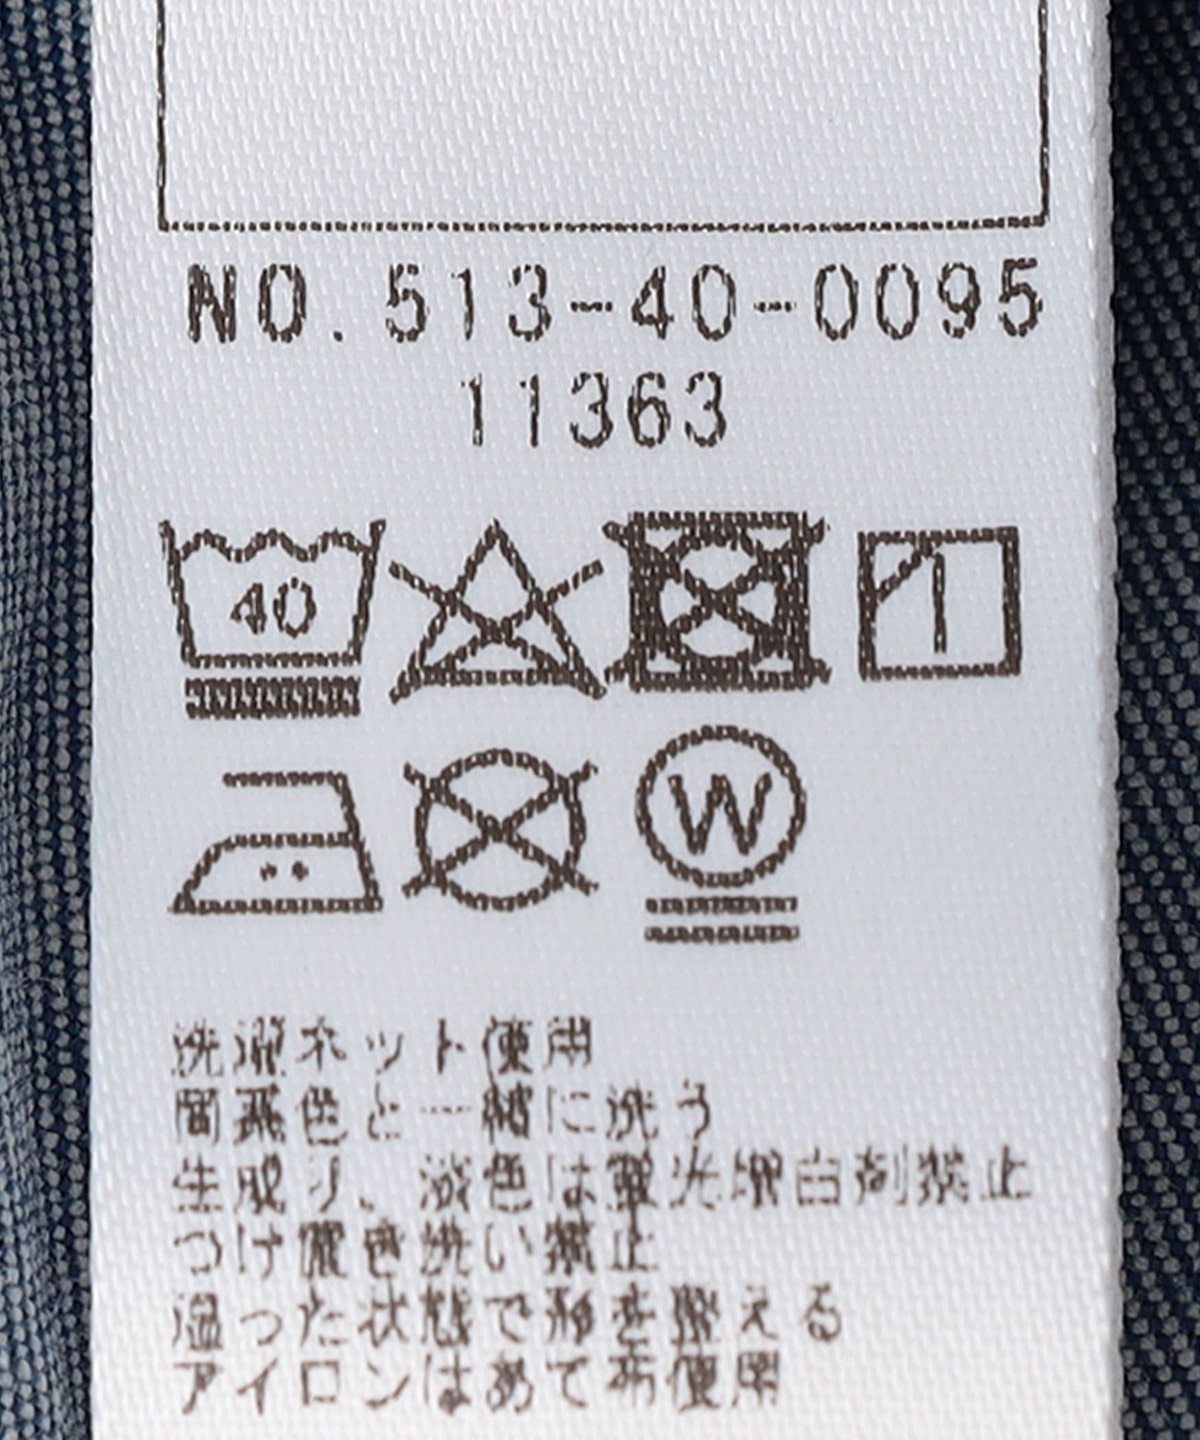 NO.513-40-0095
11363
40
W
洗濯ネット使用
同系色と一緒に洗う
生成り、淡色は蛍光増白剤禁止
つけ置き洗い禁止
湿った状態で形を整える
アイロンはあて布使用